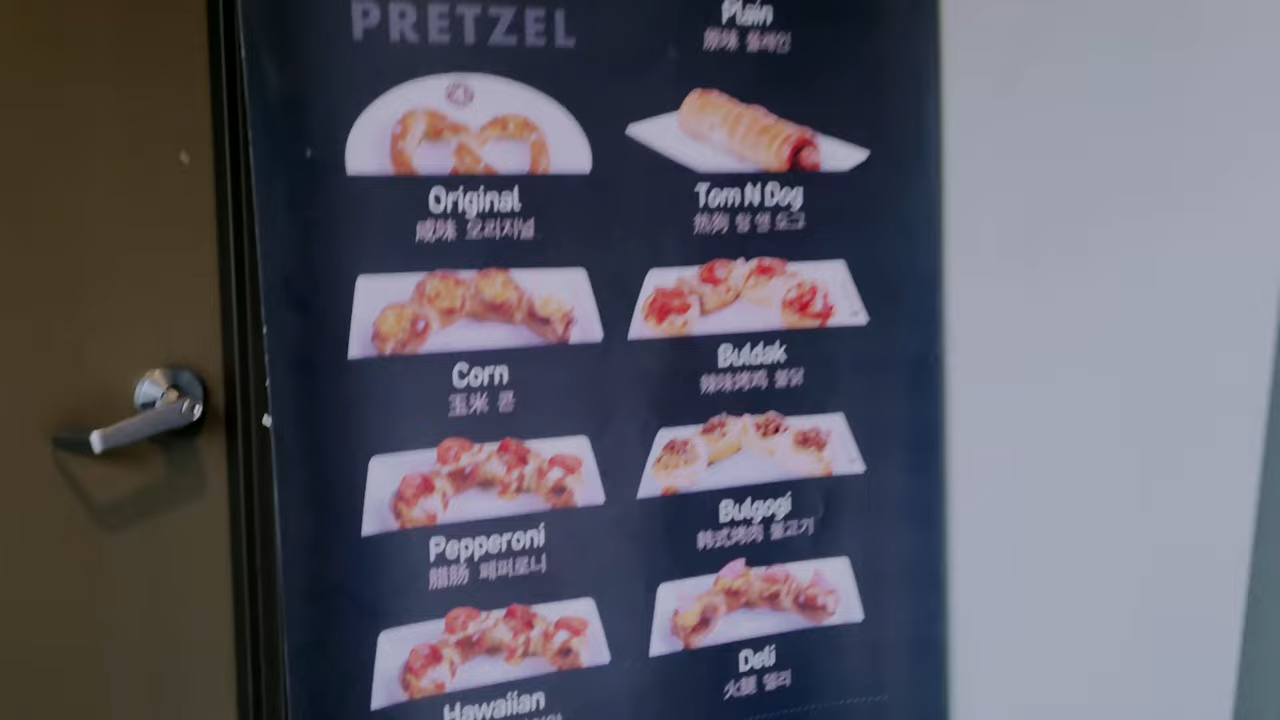 PRETZEL
Plain
原味 플레인
Original
咸味 오리지널
Tom N Dog
热狗 탐앤도그
Corn
玉米 콘
Buldak
辣味烤鸡 불닭
Pepperoni
腊肠 페퍼로니
Bulgogi
韩式烤肉 불고기
Hawaiian
Deli
火腿 델리